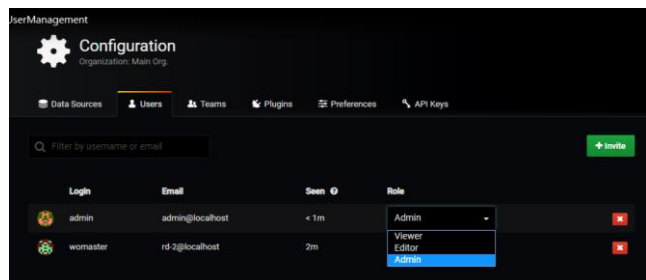 UserManagement
Configuration
Organization: Main Org.
Data Sources Users Teams Plugins Preferences API Keys
Filter by username or email
+ Invite
Login Email Seen Role
admin admin@localhost < 1m Admin
Viewer
womaster rd-2@localhost 2m Editor
Admin